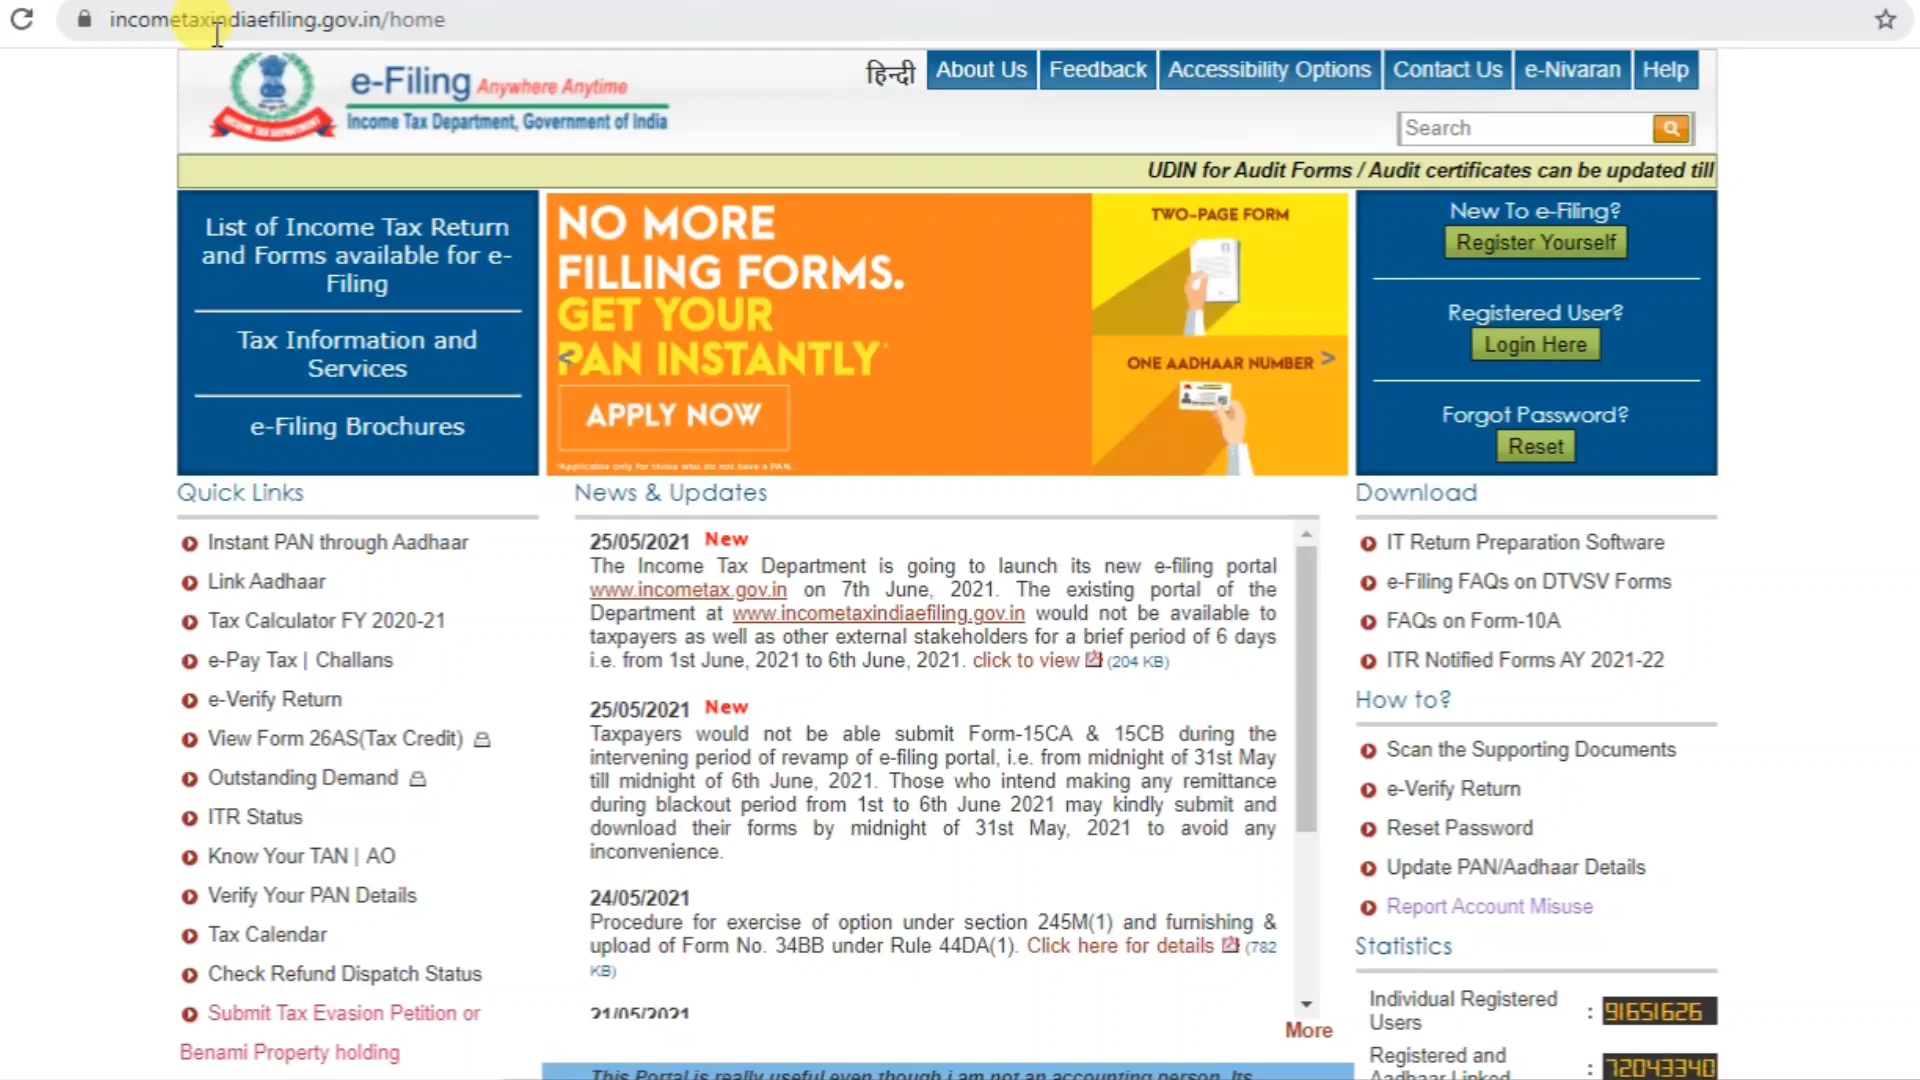 incometaxindiaefiling.gov.in/home
e-Filing Anywhere Anytime
Income Tax Department, Government of India
INCOME TAX DEPARTMENT
हिन्दी
About Us
Feedback
Accessibility Options
Contact Us
e-Nivaran
Help
Search
UDIN for Audit Forms / Audit certificates can be updated till
List of Income Tax Return
and Forms available for e-
Filing
Tax Information and
Services
e-Filing Brochures
NO MORE
FILLING FORMS.
GET YOUR
PAN INSTANTLY*
APPLY NOW
*Applicable only for those who do not have a PAN.
TWO-PAGE FORM
ONE AADHAAR NUMBER
New To e-Filing?
Register Yourself
Registered User?
Login Here
Forgot Password?
Reset
Quick Links
Instant PAN through Aadhaar
Link Aadhaar
Tax Calculator FY 2020-21
e-Pay Tax | Challans
e-Verify Return
View Form 26AS(Tax Credit)
Outstanding Demand
ITR Status
Know Your TAN | AO
Verify Your PAN Details
Tax Calendar
Check Refund Dispatch Status
Submit Tax Evasion Petition or
Benami Property holding
News & Updates
25/05/2021 New
The Income Tax Department is going to launch its new e-filing portal
www.incometax.gov.in on 7th June, 2021. The existing portal of the
Department at www.incometaxindiaefiling.gov.in would not be available to
taxpayers as well as other external stakeholders for a brief period of 6 days
i.e. from 1st June, 2021 to 6th June, 2021. click to view (204 KB)
25/05/2021 New
Taxpayers would not be able submit Form-15CA & 15CB during the
intervening period of revamp of e-filing portal, i.e. from midnight of 31st May
till midnight of 6th June, 2021. Those who intend making any remittance
during blackout period from 1st to 6th June 2021 may kindly submit and
download their forms by midnight of 31st May, 2021 to avoid any
inconvenience.
24/05/2021
Procedure for exercise of option under section 245M(1) and furnishing &
upload of Form No. 34BB under Rule 44DA(1). Click here for details (782
KB)
21/05/2021
More
This Portal is really useful even though i am not an accounting person. Its
Download
IT Return Preparation Software
e-Filing FAQs on DTVSV Forms
FAQs on Form-10A
ITR Notified Forms AY 2021-22
How to?
Scan the Supporting Documents
e-Verify Return
Reset Password
Update PAN/Aadhaar Details
Report Account Misuse
Statistics
Individual Registered
Users
: 91651626
Registered and
Aadhaar Linked
: 72043340